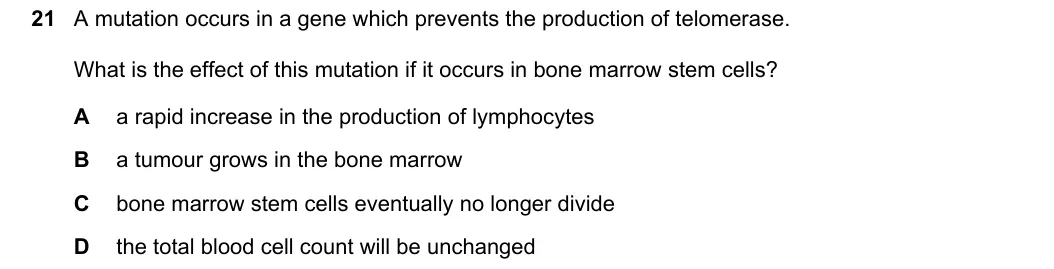 21 A mutation occurs in a gene which prevents the production of telomerase.
What is the effect of this mutation if it occurs in bone marrow stem cells?
A a rapid increase in the production of lymphocytes
B a tumour grows in the bone marrow
C bone marrow stem cells eventually no longer divide
D the total blood cell count will be unchanged